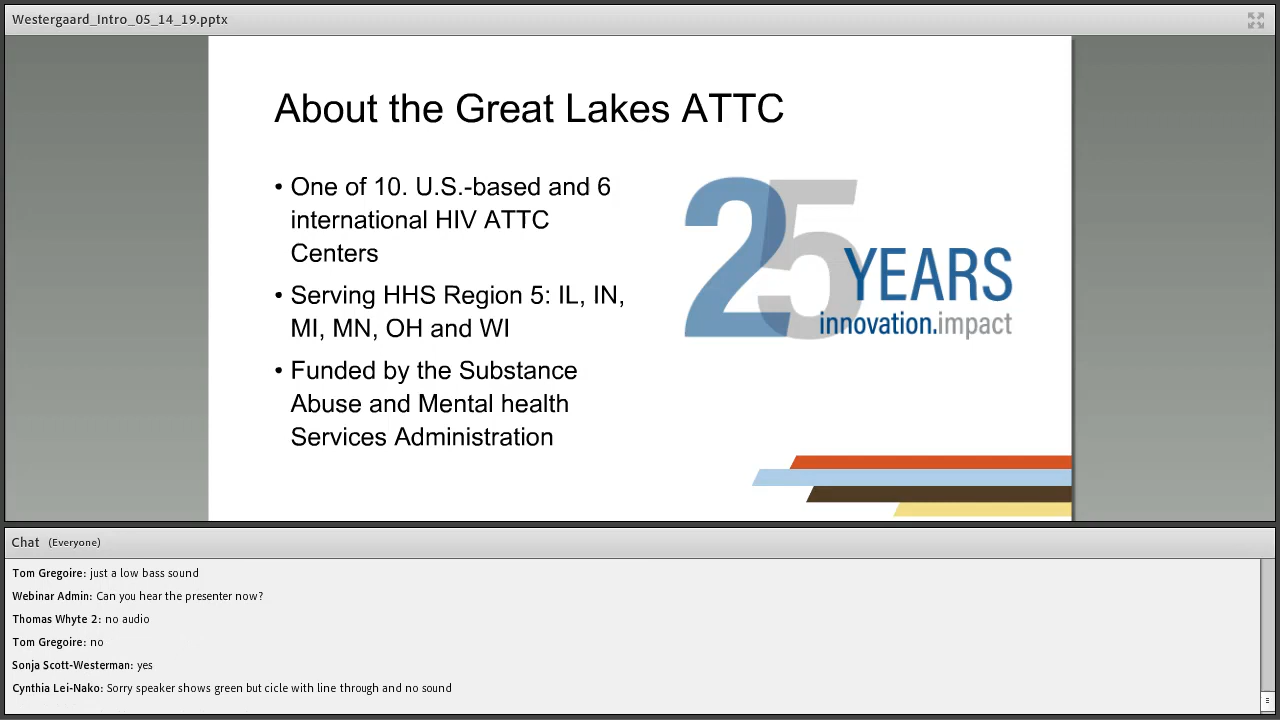 Westergaard_Intro_05_14_19.pptx
About the Great Lakes ATTC
• One of 10. U.S.-based and 6
international HIV ATTC
Centers
• Serving HHS Region 5: IL, IN,
MI, MN, OH and WI
• Funded by the Substance
Abuse and Mental health
Services Administration
25
YEARS
innovation.impact
Chat (Everyone)
Tom Gregoire: just a low bass sound
Webinar Admin: Can you hear the presenter now?
Thomas Whyte 2: no audio
Tom Gregoire: no
Sonja Scott-Westerman: yes
Cynthia Lei-Nako: Sorry speaker shows green but cicle with line through and no sound